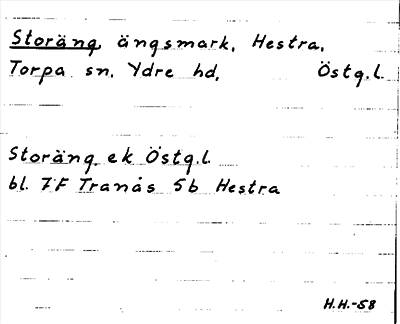 Storäng, ängsmark, Hestra,
Torpa sn. Ydre hd, Östg.l.
Storäng ek Östg.l
bl. 7F Tranås 5b Hestra
H.H.-58